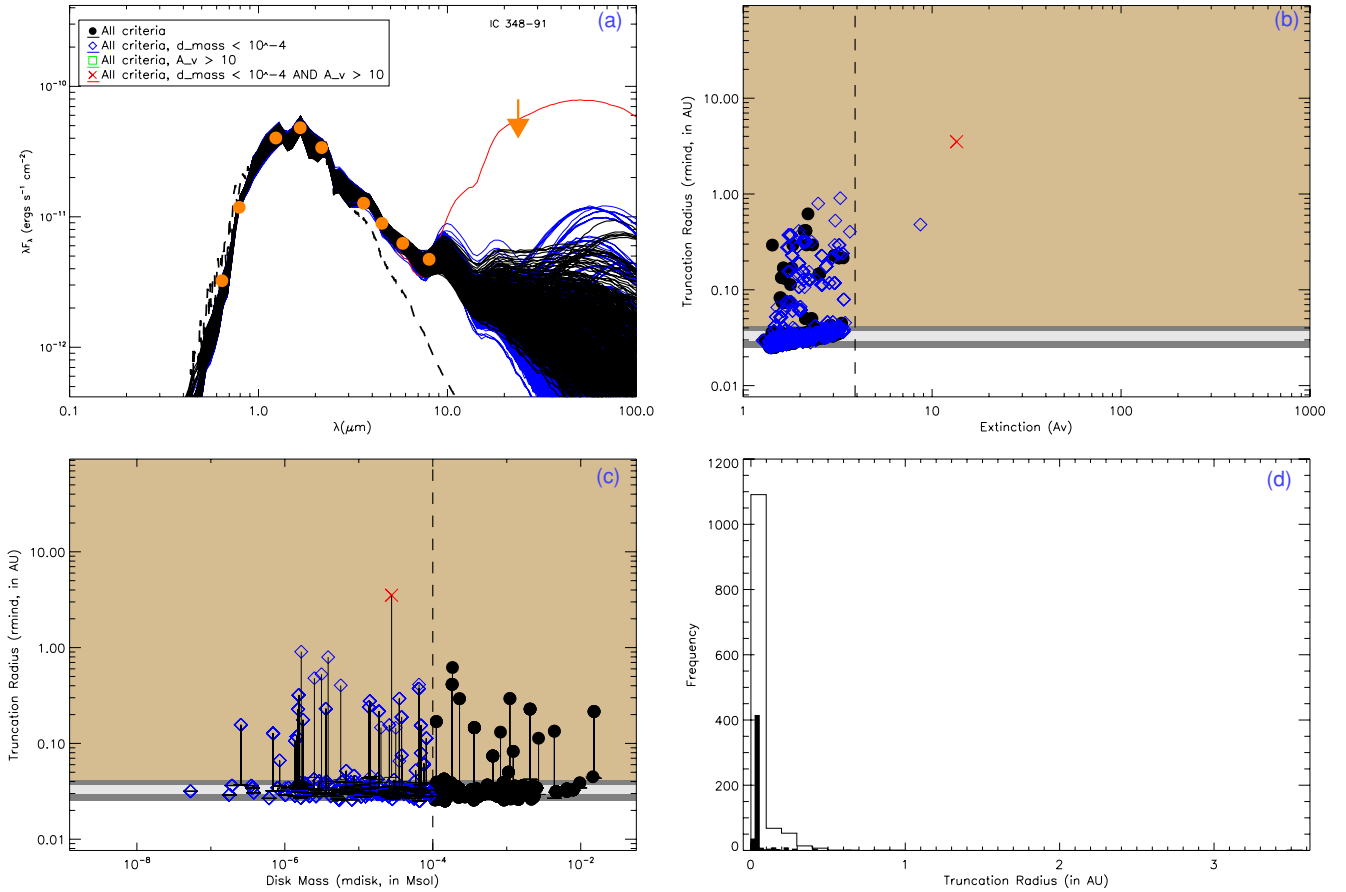 (a)
IC 348-91
All criteria
All criteria, d_mass < 10^-4
All criteria, A_v > 10
All criteria, d_mass < 10^-4 AND A_v > 10
10⁻¹⁰
10⁻¹¹
10⁻¹²
λFλ (ergs s⁻¹ cm⁻²)
0.1 1.0 10.0 100.0
λ(μm)
(b)
10.00
1.00
0.10
0.01
Truncation Radius (rmind, in AU)
1 10 100 1000
Extinction (Av)
(c)
10.00
1.00
0.10
0.01
Truncation Radius (rmind, in AU)
10⁻⁸ 10⁻⁶ 10⁻⁴ 10⁻²
Disk Mass (mdisk, in Msol)
(d)
1200
1000
800
600
400
200
0
Frequency
0 1 2 3
Truncation Radius (in AU)